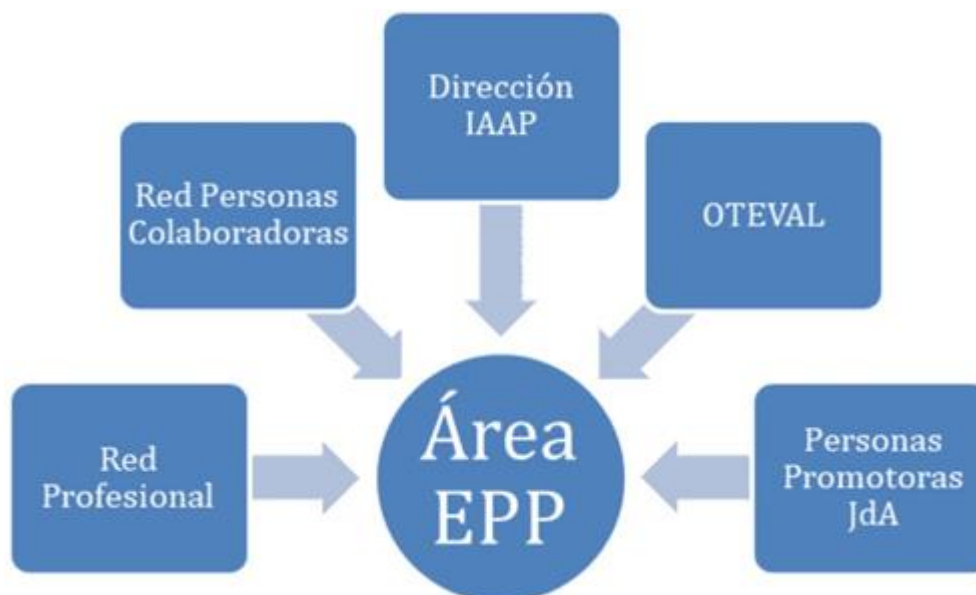 Dirección
IAAP
Red Personas
Colaboradoras
OTEVAL
Red
Profesional
Área
EPP
Personas
Promotoras
JdA